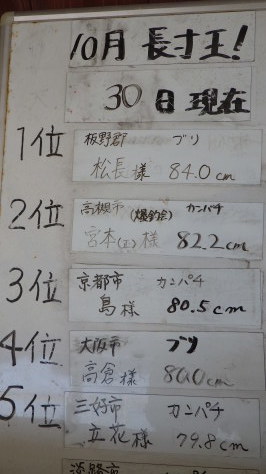 10月 長寸王!
30日現在
1位 板野郡 ブリ
松長様 84.0cm
2位 高槻市 (爆釣会) カンパチ
宮本(正)様 82.2cm
3位 京都市 カンパチ
島様 80.5cm
4位 大阪市 ブリ
高倉様 80.0cm
5位 三好市 カンパチ
立花様 79.8cm
淡路市